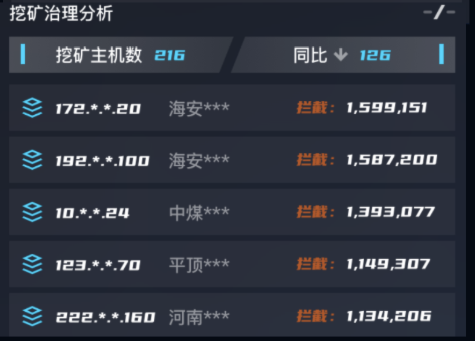 挖矿治理分析
挖矿主机数 216 同比 126
172.*.*.20 海安*** 拦截: 1,599,151
192.*.*.100 海安*** 拦截: 1,587,200
10.*.*.24 中煤*** 拦截: 1,393,077
123.*.*.70 平顶*** 拦截: 1,149,307
222.*.*.160 河南*** 拦截: 1,134,206